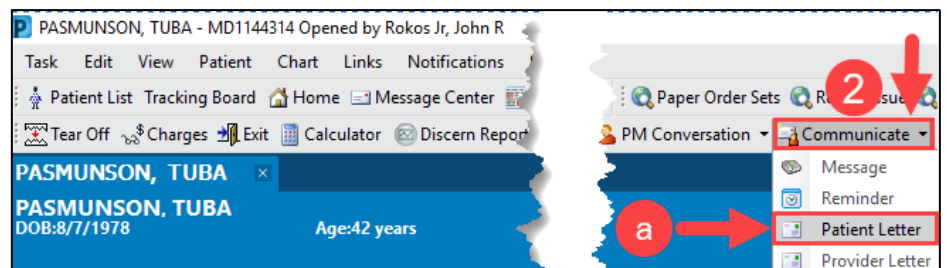 P PASMUNSON, TUBA - MD1144314 Opened by Rokos Jr, John R
Task Edit View Patient Chart Links Notifications
Patient List Tracking Board Home Message Center Paper Order Sets 2
Tear Off $ Charges Exit Calculator Discern Report PM Conversation Communicate
PASMUNSON, TUBA × Message
PASMUNSON, TUBA Reminder
DOB:8/7/1978 Age:42 years a Patient Letter
Provider Letter